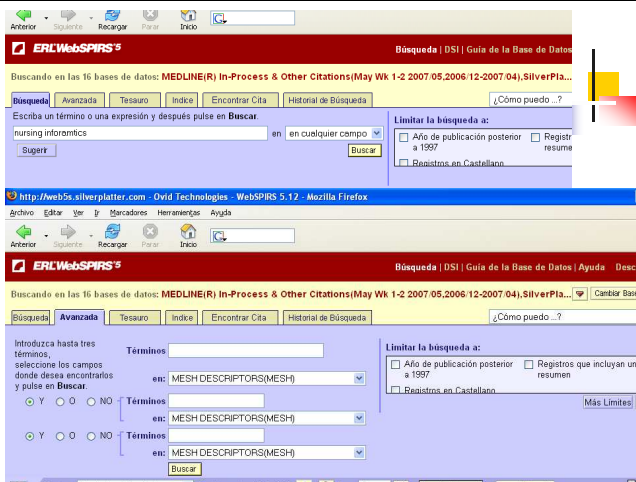 Anterior Siguiente Recargar Parar Inicio
ERL WebSPIRS 5 Búsqueda | DSI | Guía de la Base de Datos
Buscando en las 16 bases de datos: MEDLINE(R) In-Process & Other Citations(May Wk 1-2 2007/05,2006/12-2007/04),SilverPla...
Búsqueda Avanzada Tesauro Indice Encontrar Cita Historial de Búsqueda ¿Cómo puedo ...?
Escriba un término o una expresión y después pulse en Buscar.
nursing inforamtics en en cualquier campo
Sugerir Buscar
Limitar la búsqueda a:
Año de publicación posterior a 1997
Registros en Castellano
http://web5s.silverplatter.com - Ovid Technologies - WebSPIRS 5.12 - Mozilla Firefox
Archivo Editar Ver Ir Marcadores Herramientas Ayuda
Anterior Siguiente Recargar Parar Inicio
ERL WebSPIRS 5 Búsqueda | DSI | Guía de la Base de Datos | Ayuda
Buscando en las 16 bases de datos: MEDLINE(R) In-Process & Other Citations(May Wk 1-2 2007/05,2006/12-2007/04),SilverPla... Cambiar
Búsqueda Avanzada Tesauro Indice Encontrar Cita Historial de Búsqueda ¿Cómo puedo ...?
Introduzca hasta tres
términos,
seleccione los campos
donde desea encontrarlos
y pulse en Buscar.
Términos
en: MESH DESCRIPTORS(MESH)
Y O NO Términos
en: MESH DESCRIPTORS(MESH)
Y O NO Términos
en: MESH DESCRIPTORS(MESH)
Buscar
Limitar la búsqueda a:
Año de publicación posterior Registros que incluyan un
a 1997 resumen
Registros en Castellano
Más Límites